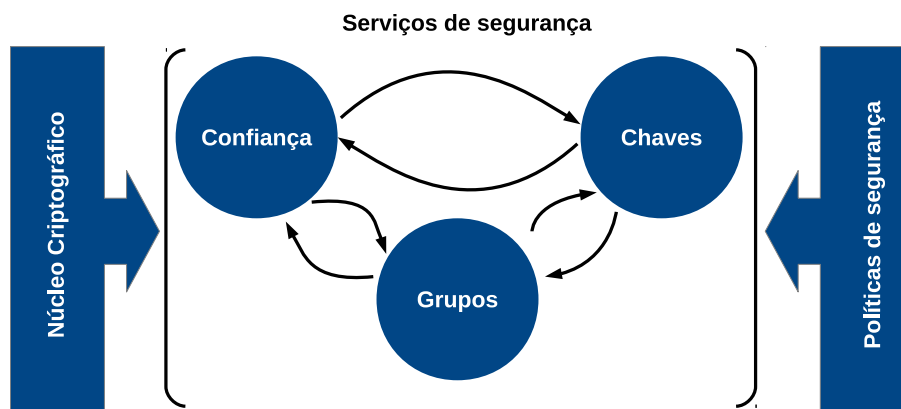 Serviços de segurança
Núcleo Criptográfico
Confiança
Chaves
Grupos
Políticas de segurança